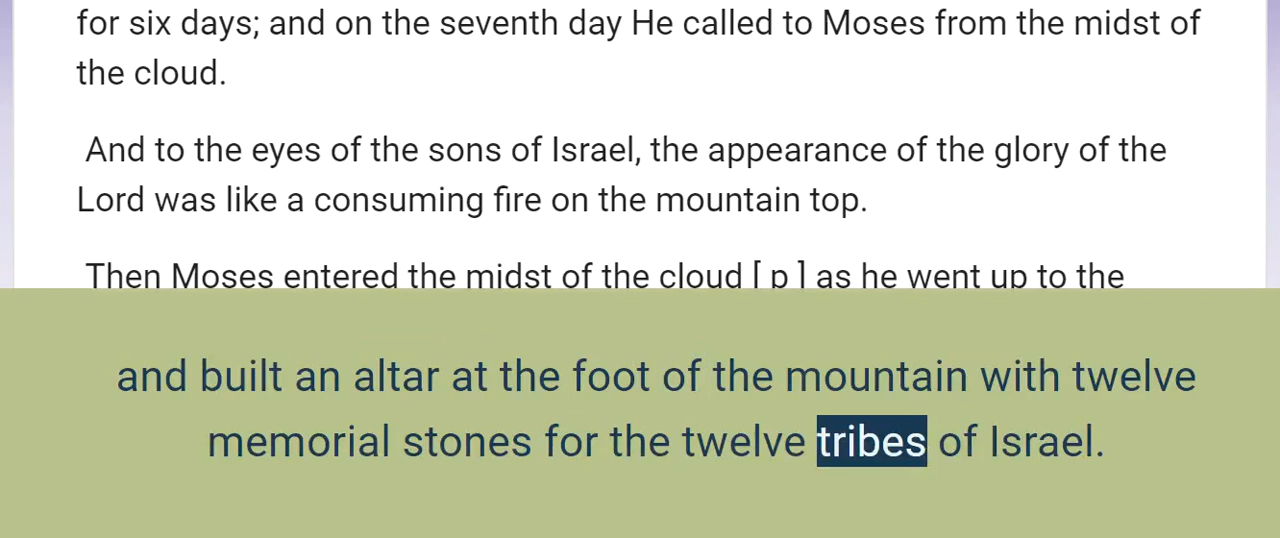 for six days; and on the seventh day He called to Moses from the midst of
the cloud.
And to the eyes of the sons of Israel, the appearance of the glory of the
Lord was like a consuming fire on the mountain top.
Then Moses entered the midst of the cloud [ p ] as he went up to the
and built an altar at the foot of the mountain with twelve
memorial stones for the twelve tribes of Israel.